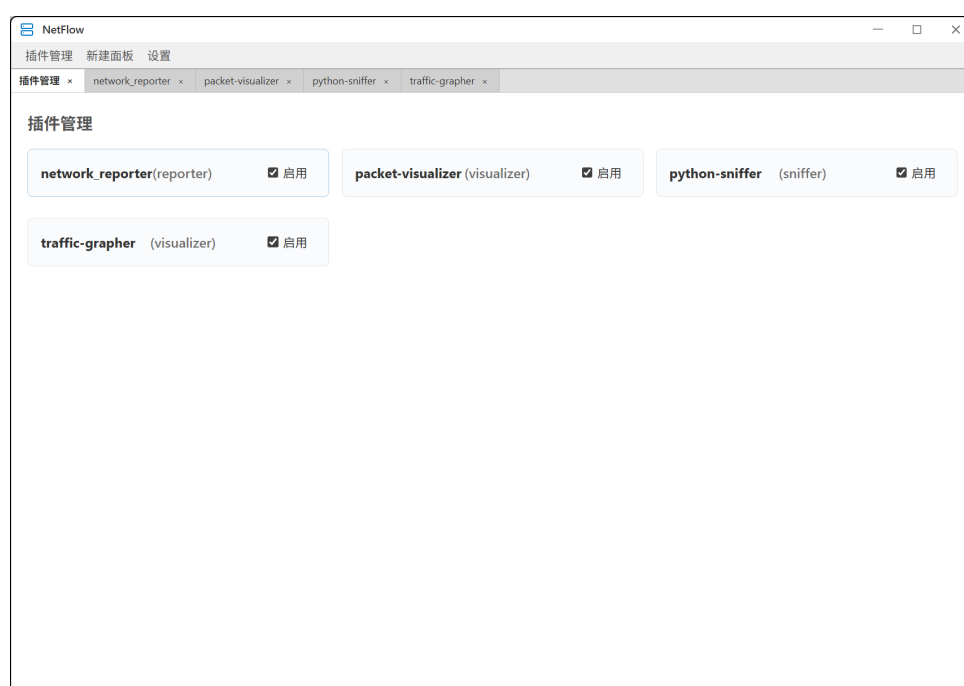 NetFlow
插件管理 新建面板 设置
插件管理 × network_reporter × packet-visualizer × python-sniffer × traffic-grapher ×
插件管理
network_reporter(reporter) 启用 packet-visualizer (visualizer) 启用 python-sniffer (sniffer) 启用
traffic-grapher (visualizer) 启用